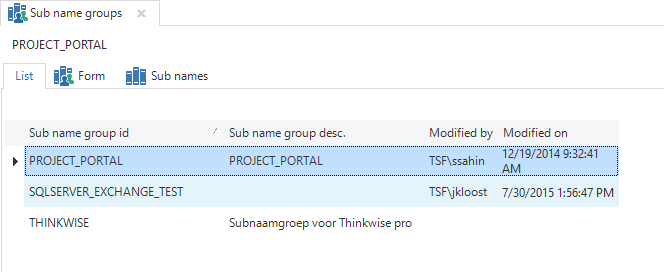 Sub name groups
PROJECT_PORTAL
List Form Sub names
Sub name group id Sub name group desc. Modified by Modified on
PROJECT_PORTAL PROJECT_PORTAL TSF\ssahin 12/19/2014 9:32:41 AM
SQLSERVER_EXCHANGE_TEST TSF\jkloost 7/30/2015 1:56:47 PM
THINKWISE Subnaamgroep voor Thinkwise pro